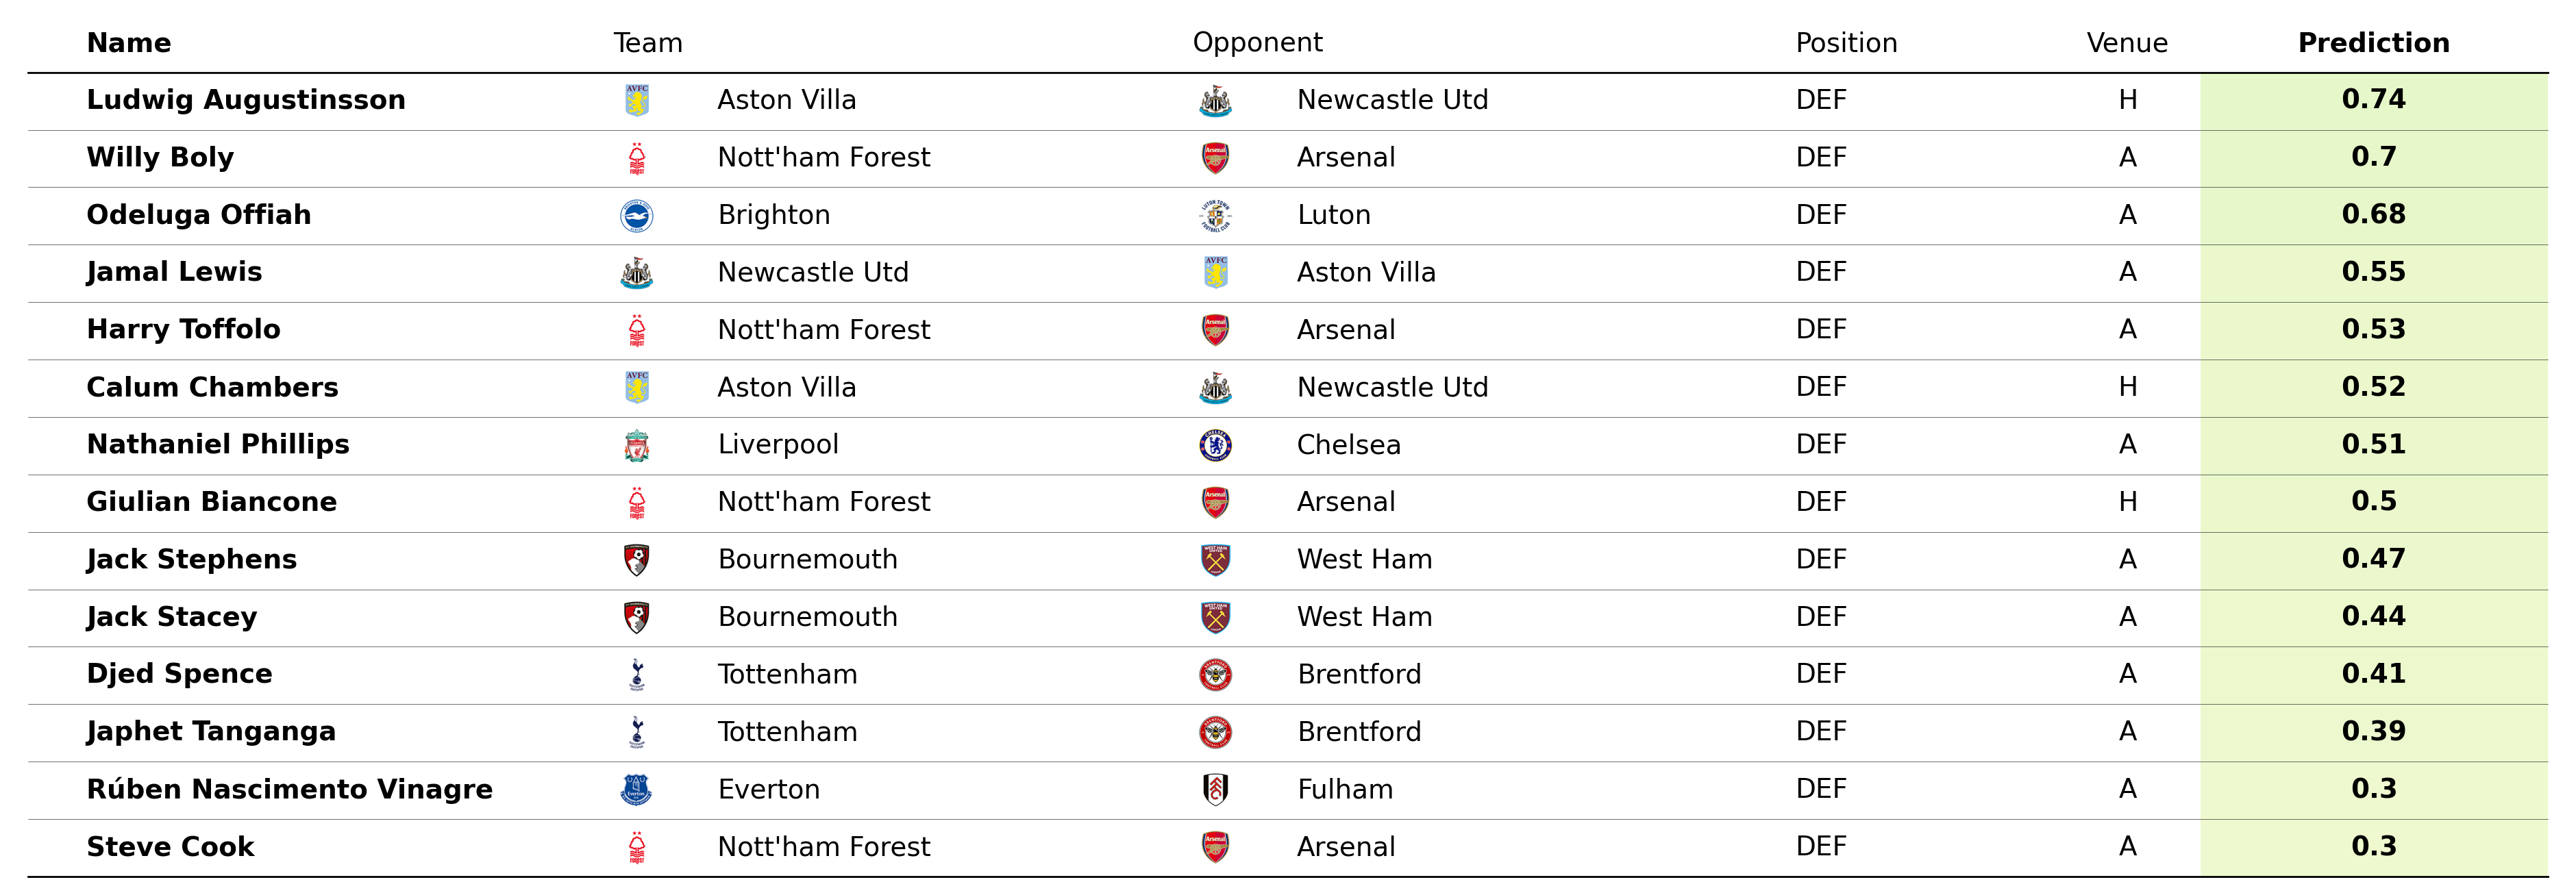 Name Team Opponent Position Venue Prediction
Ludwig Augustinsson Aston Villa Newcastle Utd DEF H 0.74
Willy Boly Nott'ham Forest Arsenal DEF A 0.7
Odeluga Offiah Brighton Luton DEF A 0.68
Jamal Lewis Newcastle Utd Aston Villa DEF A 0.55
Harry Toffolo Nott'ham Forest Arsenal DEF A 0.53
Calum Chambers Aston Villa Newcastle Utd DEF H 0.52
Nathaniel Phillips Liverpool Chelsea DEF A 0.51
Giulian Biancone Nott'ham Forest Arsenal DEF H 0.5
Jack Stephens Bournemouth West Ham DEF A 0.47
Jack Stacey Bournemouth West Ham DEF A 0.44
Djed Spence Tottenham Brentford DEF A 0.41
Japhet Tanganga Tottenham Brentford DEF A 0.39
Rúben Nascimento Vinagre Everton Fulham DEF A 0.3
Steve Cook Nott'ham Forest Arsenal DEF A 0.3